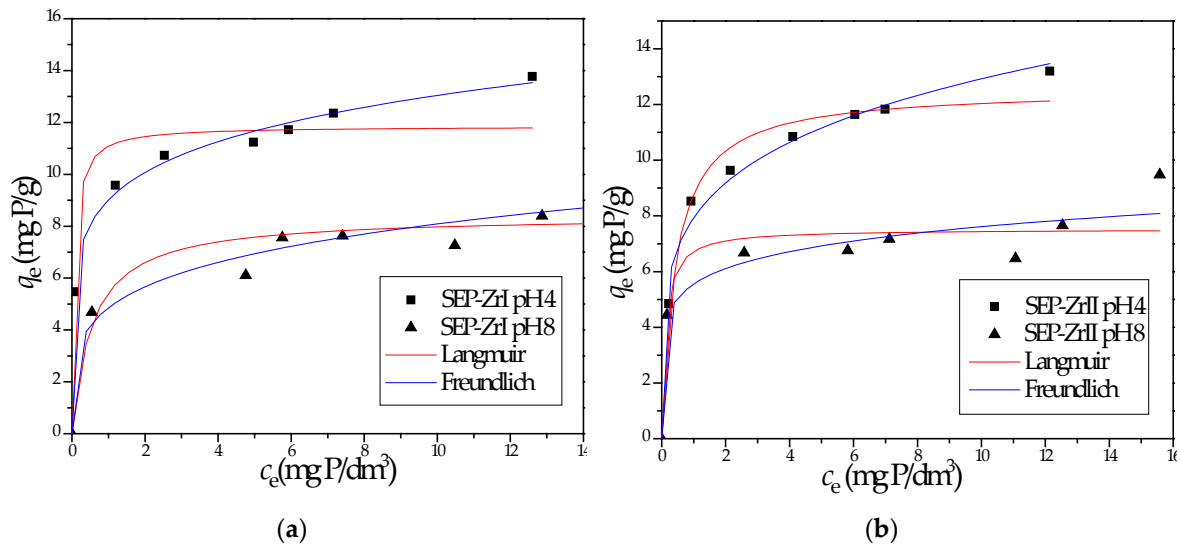 16
14
12
10
8
6
4
2
0
qe (mg P/g)
0 2 4 6 8 10 12 14
ce (mg P/dm³)
SEP-ZrI pH4
SEP-ZrI pH8
Langmuir
Freundlich
(a)
14
12
10
8
6
4
2
0
qe (mg P/g)
0 2 4 6 8 10 12 14 16
ce (mg P/dm³)
SEP-ZrII pH4
SEP-ZrII pH8
Langmuir
Freundlich
(b)